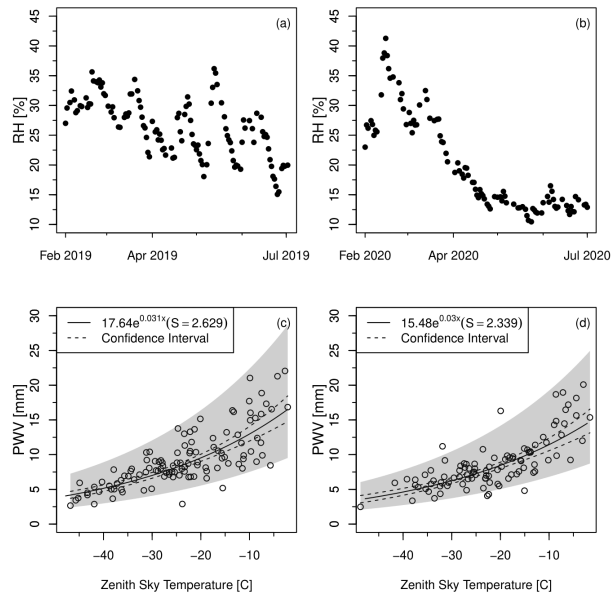 (a)
RH [%]
45
40
35
30
25
20
15
10
Feb 2019
Apr 2019
Jul 2019
(b)
RH [%]
45
40
35
30
25
20
15
10
Feb 2020
Apr 2020
Jul 2020
(c)
17.64e^0.031x (S = 2.629)
Confidence Interval
PWV [mm]
30
25
20
15
10
5
0
−40
−30
−20
−10
Zenith Sky Temperature [C]
(d)
15.48e^0.03x (S = 2.339)
Confidence Interval
PWV [mm]
30
25
20
15
10
5
0
−40
−30
−20
−10
Zenith Sky Temperature [C]